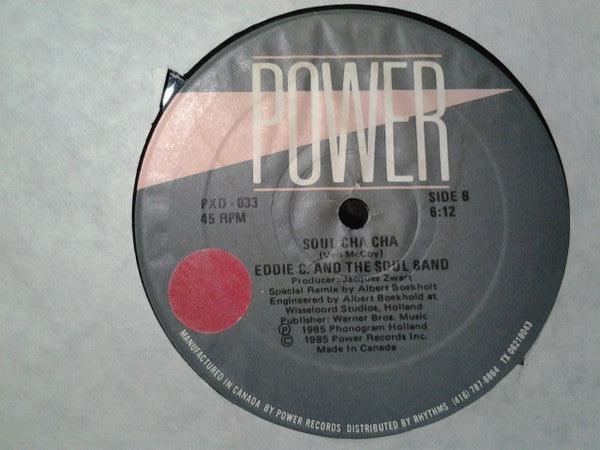 POWER
PXD-033
45 RPM
SIDE B
6:12
SOUL CHA CHA
(Van McCoy)
EDDIE C. AND THE SOUL BAND
Producer: Jacques Zwart
Special Remix by Albert Boekholt
Engineered by Albert Boekhold at
Wisseloord Studios, Holland
Publisher: Warner Bros. Music
Ⓟ 1985 Phonogram Holland
© 1985 Power Records Inc.
Made In Canada
MANUFACTURED IN CANADA BY POWER RECORDS DISTRIBUTED BY RHYTHMS (416) 767-8864 TX 06218043